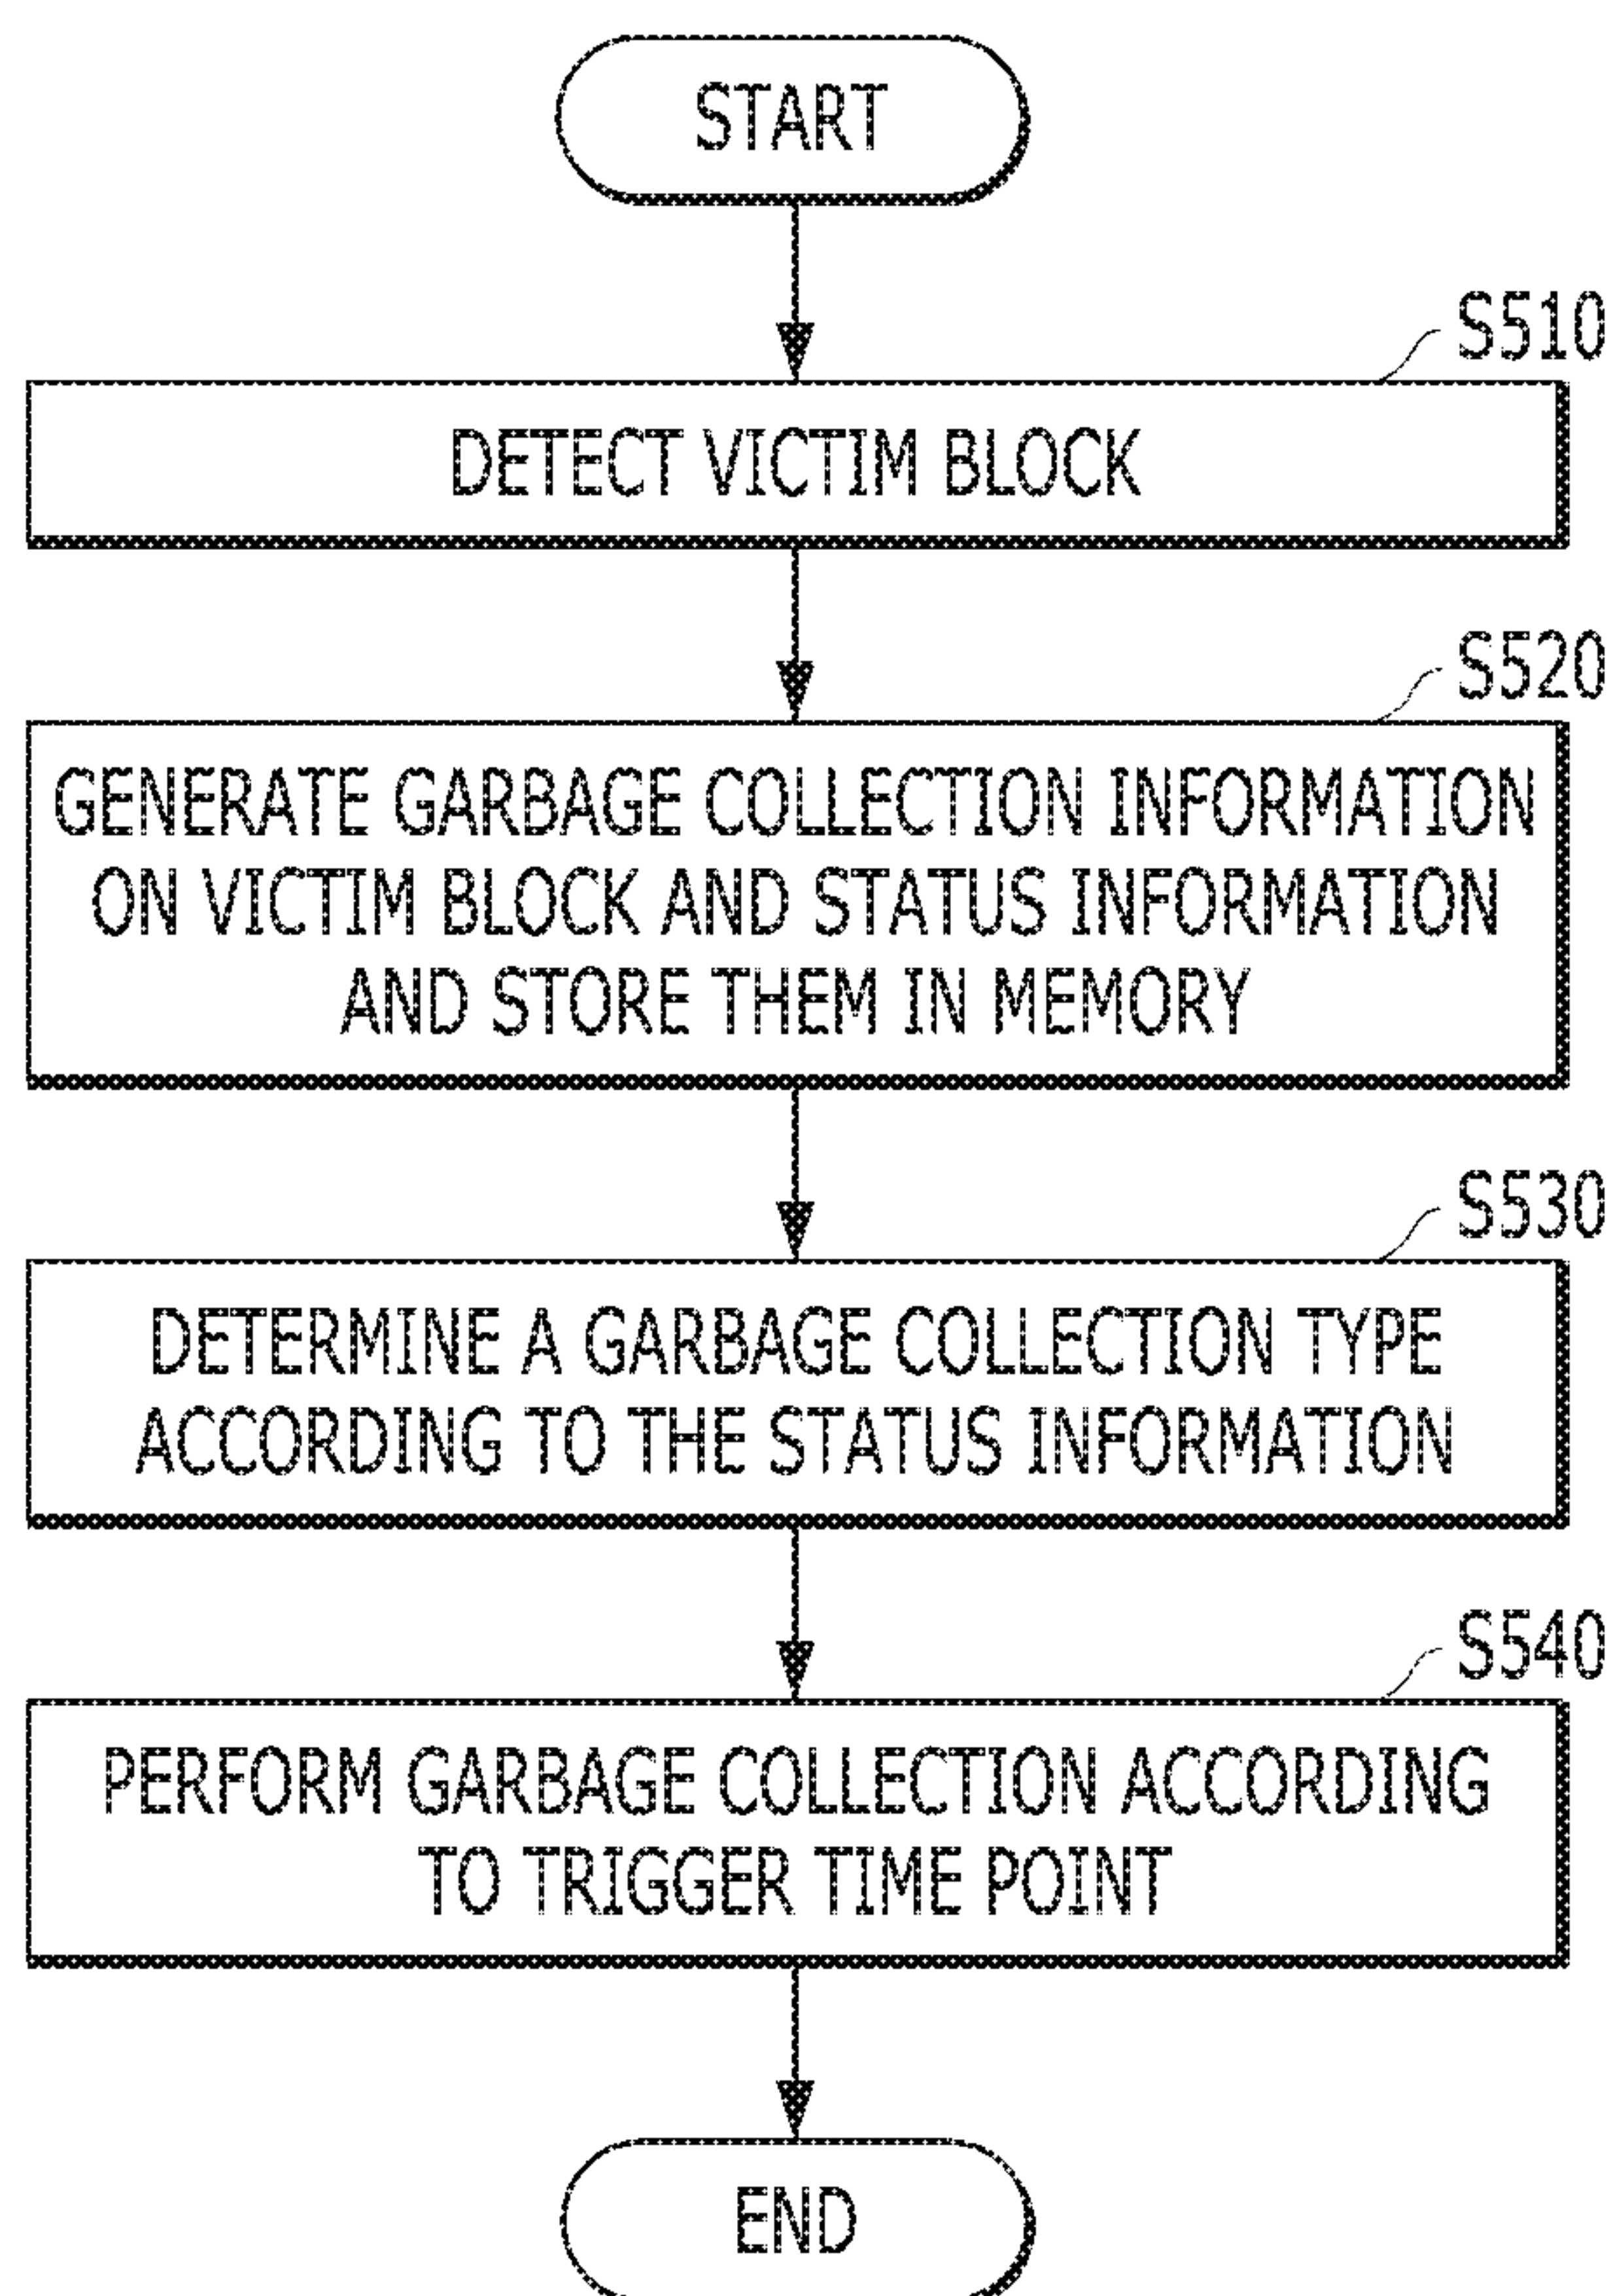 START
S510
DETECT VICTIM BLOCK
S520
GENERATE GARBAGE COLLECTION INFORMATION
ON VICTIM BLOCK AND STATUS INFORMATION
AND STORE THEM IN MEMORY
S530
DETERMINE A GARBAGE COLLECTION TYPE
ACCORDING TO THE STATUS INFORMATION
S540
PERFORM GARBAGE COLLECTION ACCORDING
TO TRIGGER TIME POINT
END